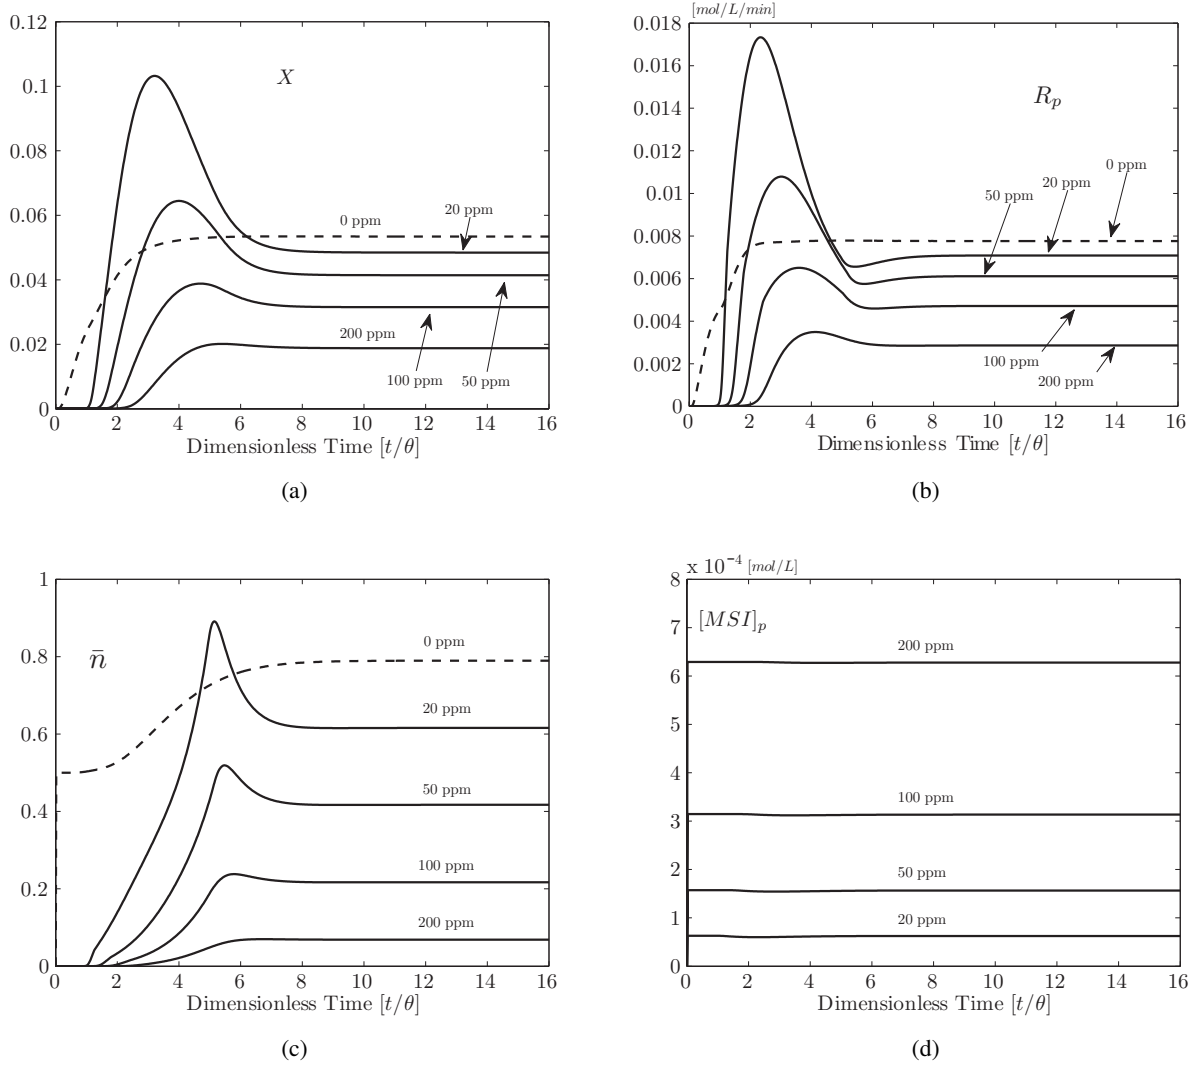 0.12
0.1
0.08
0.06
0.04
0.02
0
X
0 ppm
20 ppm
200 ppm
100 ppm
50 ppm
0 2 4 6 8 10 12 14 16
Dimensionless Time [t/θ]
(a)
[mol/L/min]
0.018
0.016
0.014
0.012
0.01
0.008
0.006
0.004
0.002
0
R_p
0 ppm
20 ppm
50 ppm
100 ppm
200 ppm
0 2 4 6 8 10 12 14 16
Dimensionless Time [t/θ]
(b)
1
0.8
0.6
0.4
0.2
0
n̄
0 ppm
20 ppm
50 ppm
100 ppm
200 ppm
0 2 4 6 8 10 12 14 16
Dimensionless Time [t/θ]
(c)
x 10⁻⁴ [mol/L]
8
7
6
5
4
3
2
1
0
[MSI]_p
200 ppm
100 ppm
50 ppm
20 ppm
0 2 4 6 8 10 12 14 16
Dimensionless Time [t/θ]
(d)